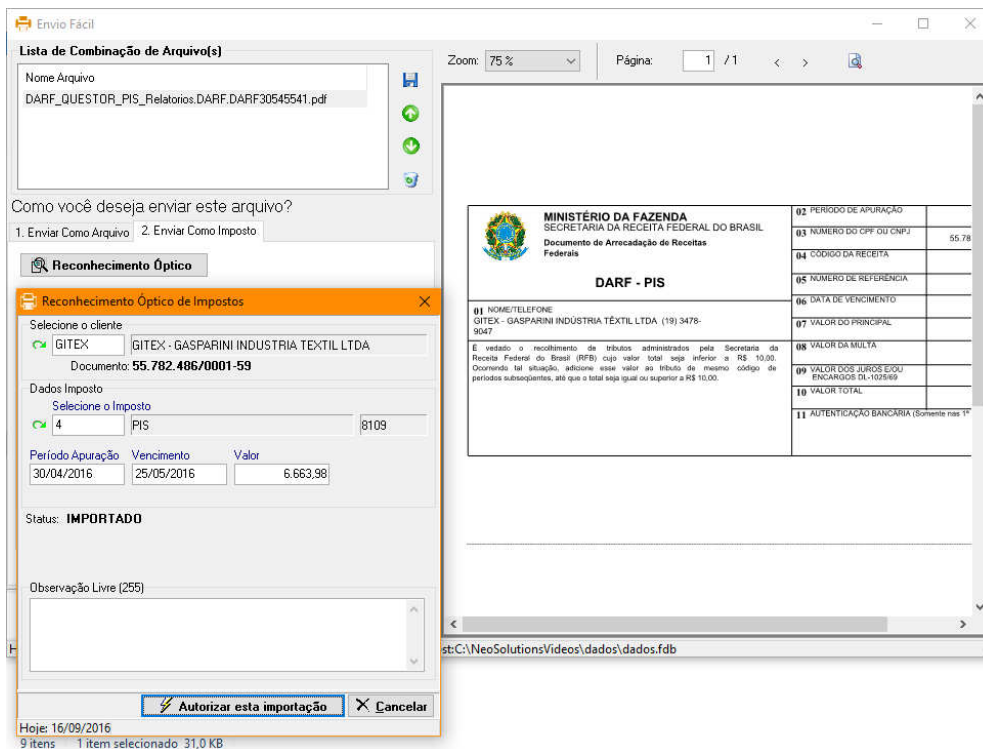 Envio Fácil
Lista de Combinação de Arquivo(s)
Nome Arquivo
DARF_QUESTOR_PIS_Relatorios.DARF.DARF30545541.pdf
Como você deseja enviar este arquivo?
1. Enviar Como Arquivo 2. Enviar Como Imposto
Reconhecimento Óptico
Reconhecimento Óptico de Impostos
Selecione o cliente
GITEX GITEX - GASPARINI INDUSTRIA TEXTIL LTDA
Documento: 55.782.486/0001-59
Dados Imposto
Selecione o Imposto
4 PIS 8109
Período Apuração Vencimento Valor
30/04/2016 25/05/2016 6.663,98
Status: IMPORTADO
Observação Livre (255)
Autorizar esta importação Cancelar
Hoje: 16/09/2016
9 itens 1 item selecionado 31,0 KB
Zoom: 75 % Página: 1 / 1
MINISTÉRIO DA FAZENDA
SECRETARIA DA RECEITA FEDERAL DO BRASIL
Documento de Arrecadação de Receitas
Federais
DARF - PIS
01 NOME/TELEFONE
GITEX - GASPARINI INDÚSTRIA TÊXTIL LTDA (19) 3478-
9047
É vedado o recolhimento de tributos administrados pela Secretaria da
Receita Federal do Brasil (RFB) cujo valor total seja inferior a R$ 10,00.
Ocorrendo tal situação, adicione esse valor ao tributo de mesmo código de
períodos subseqüentes, até que o total seja igual ou superior a R$ 10,00.
02 PERÍODO DE APURAÇÃO
03 NÚMERO DO CPF OU CNPJ 55.78
04 CÓDIGO DA RECEITA
05 NÚMERO DE REFERÊNCIA
06 DATA DE VENCIMENTO
07 VALOR DO PRINCIPAL
08 VALOR DA MULTA
09 VALOR DOS JUROS E/OU
ENCARGOS DL-1025/69
10 VALOR TOTAL
11 AUTENTICAÇÃO BANCÁRIA (Somente nas 1ª
H st:C:\NeoSolutionsVideos\dados\dados.fdb